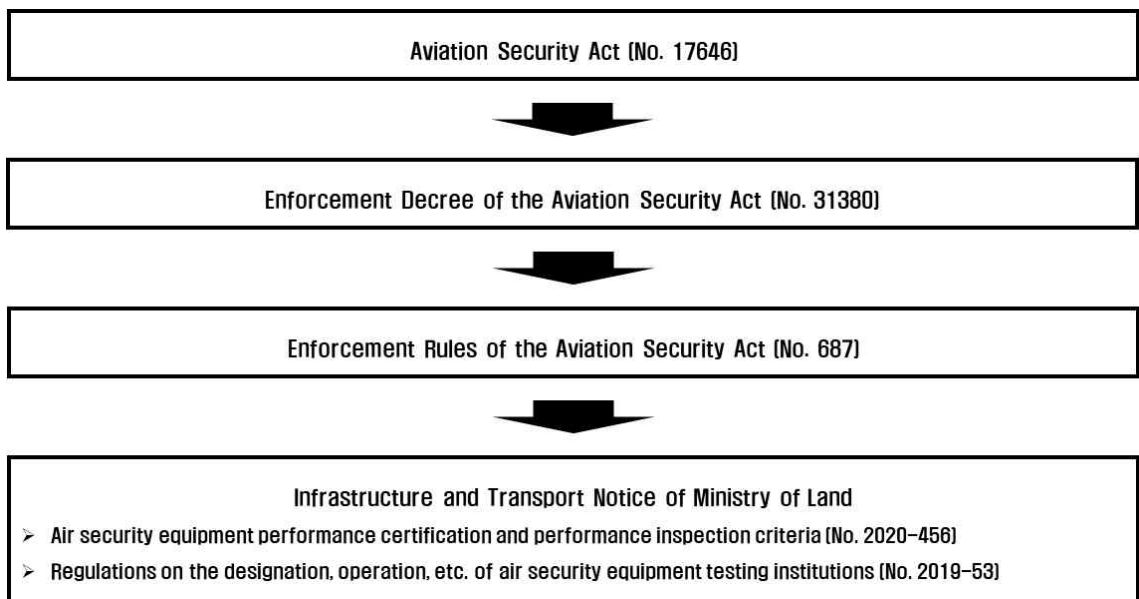 Aviation Security Act (No. 17646)
Enforcement Decree of the Aviation Security Act (No. 31380)
Enforcement Rules of the Aviation Security Act (No. 687)
Infrastructure and Transport Notice of Ministry of Land
➢ Air security equipment performance certification and performance inspection criteria (No. 2020-456)
➢ Regulations on the designation, operation, etc. of air security equipment testing institutions (No. 2019-53)